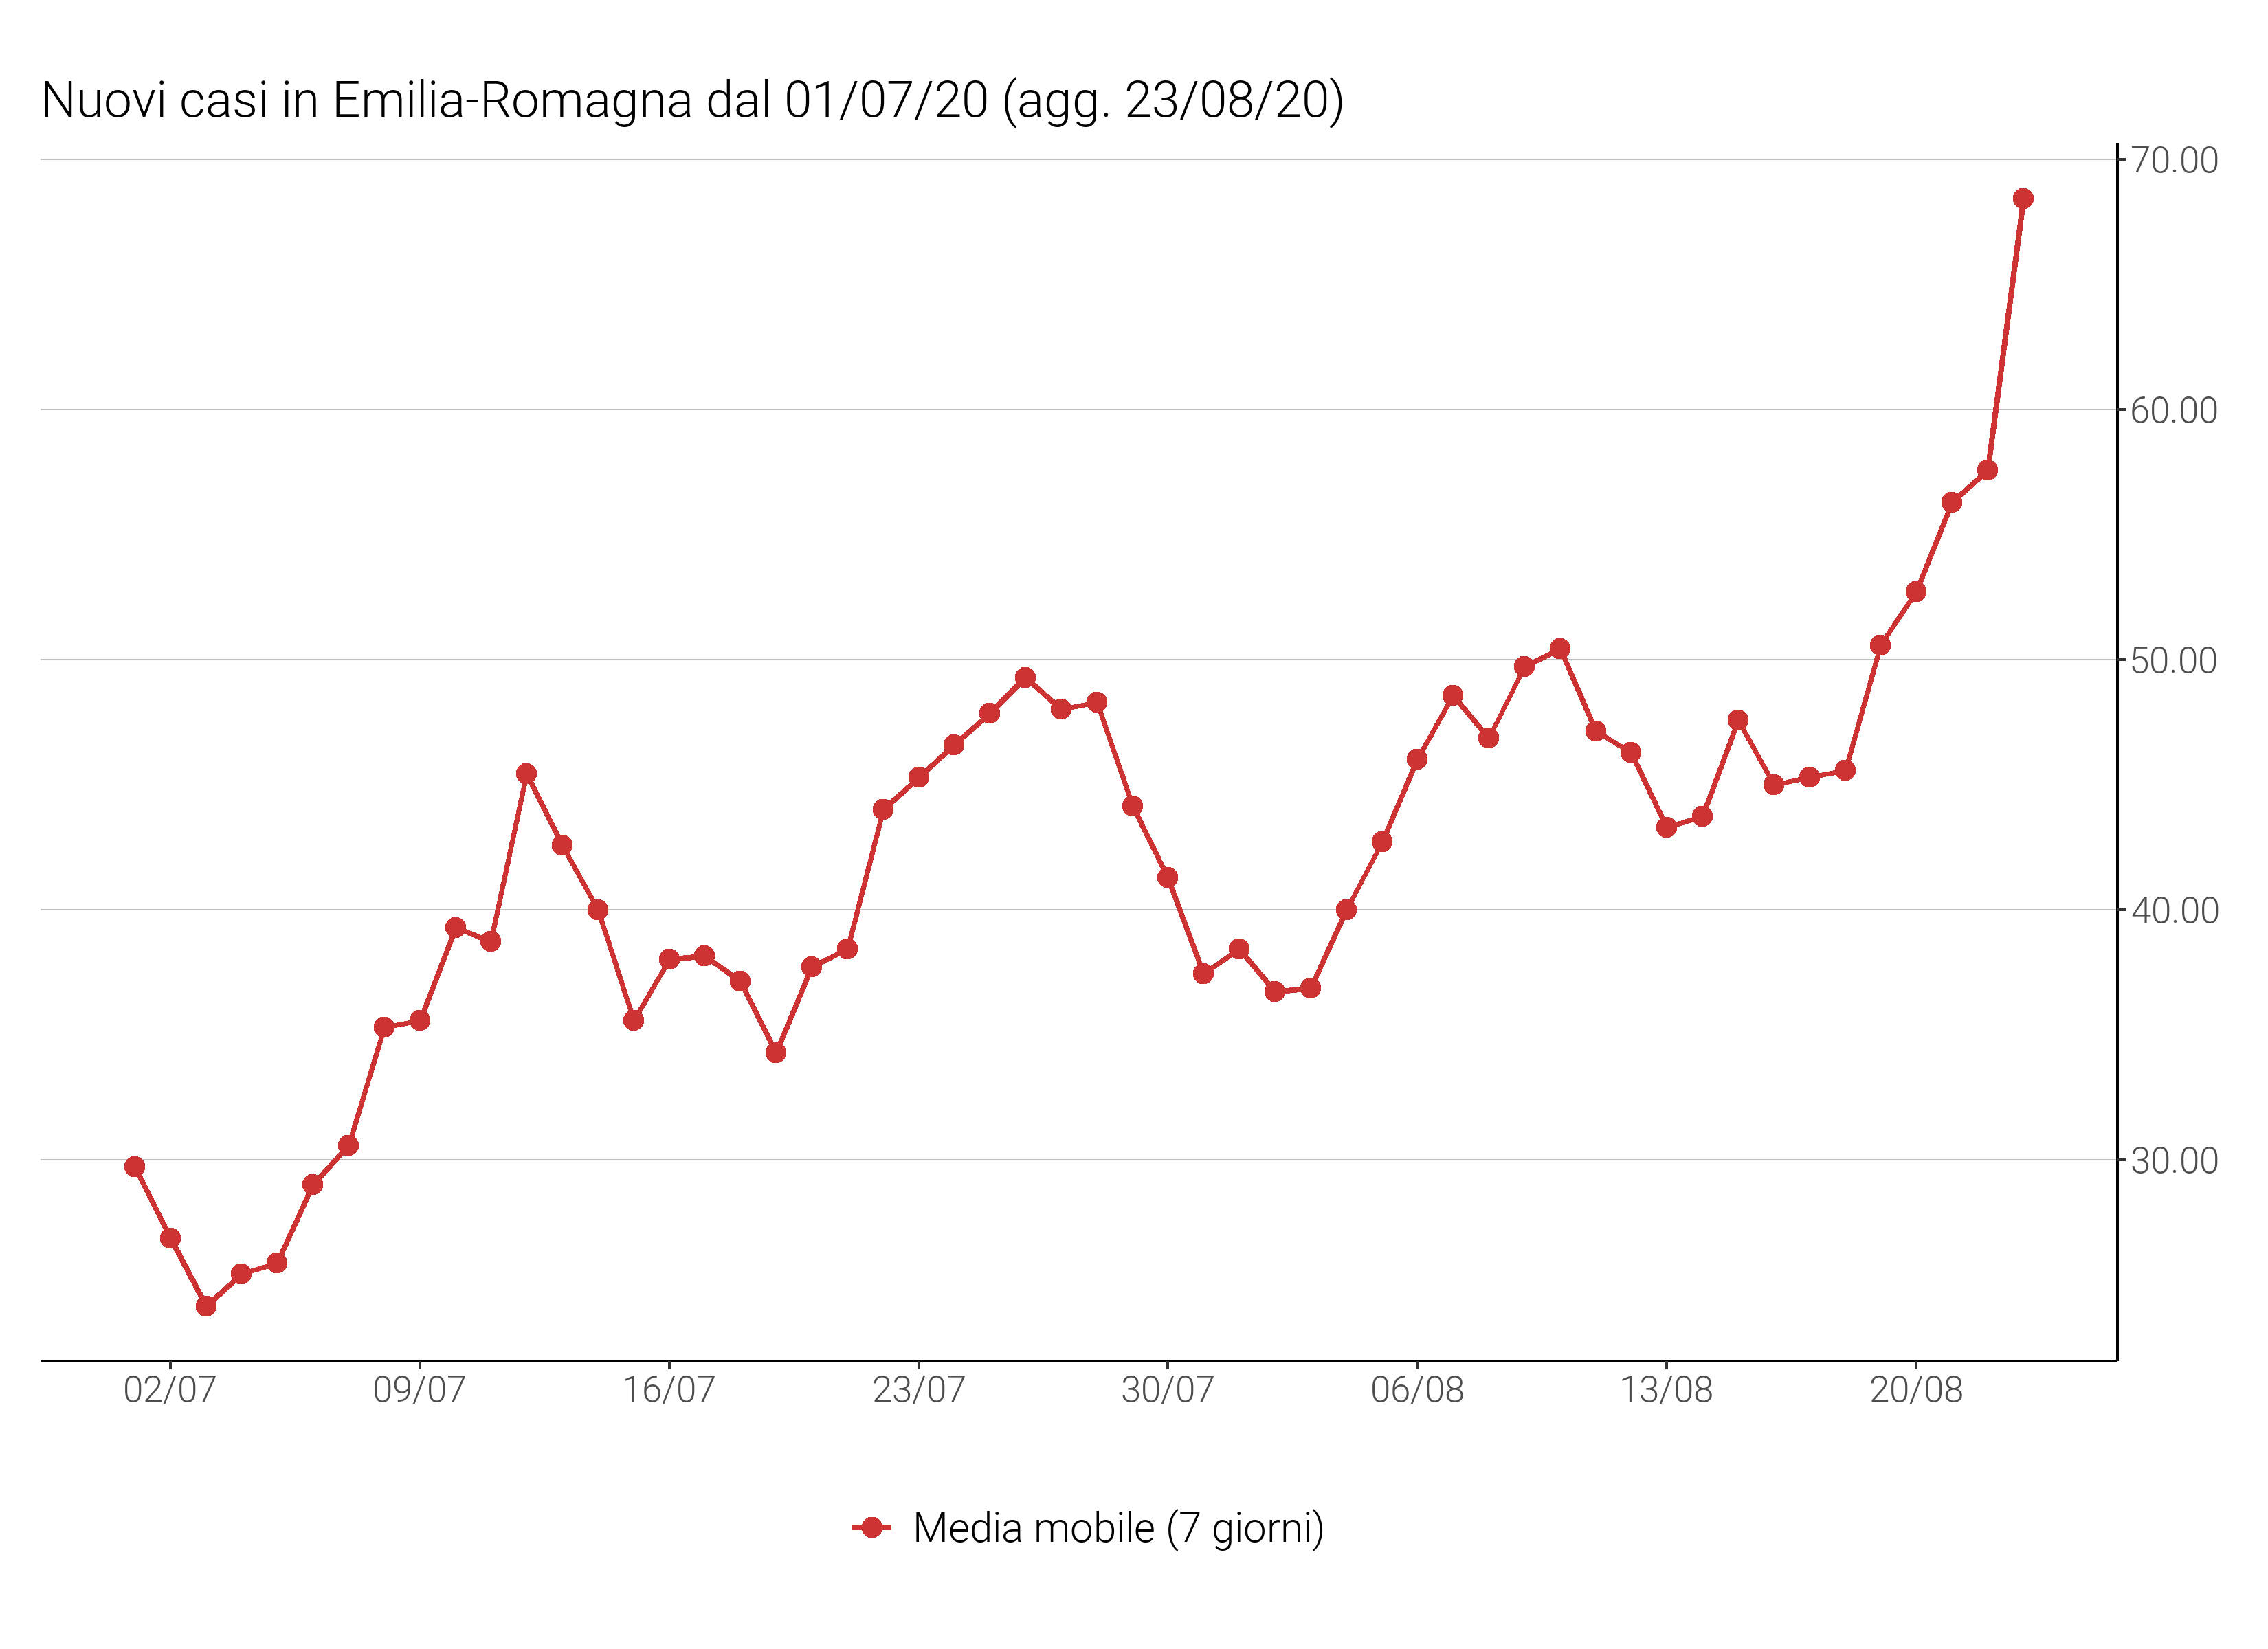 Nuovi casi in Emilia-Romagna dal 01/07/20 (agg. 23/08/20)
70.00
60.00
50.00
40.00
30.00
02/07 09/07 16/07 23/07 30/07 06/08 13/08 20/08
Media mobile (7 giorni)